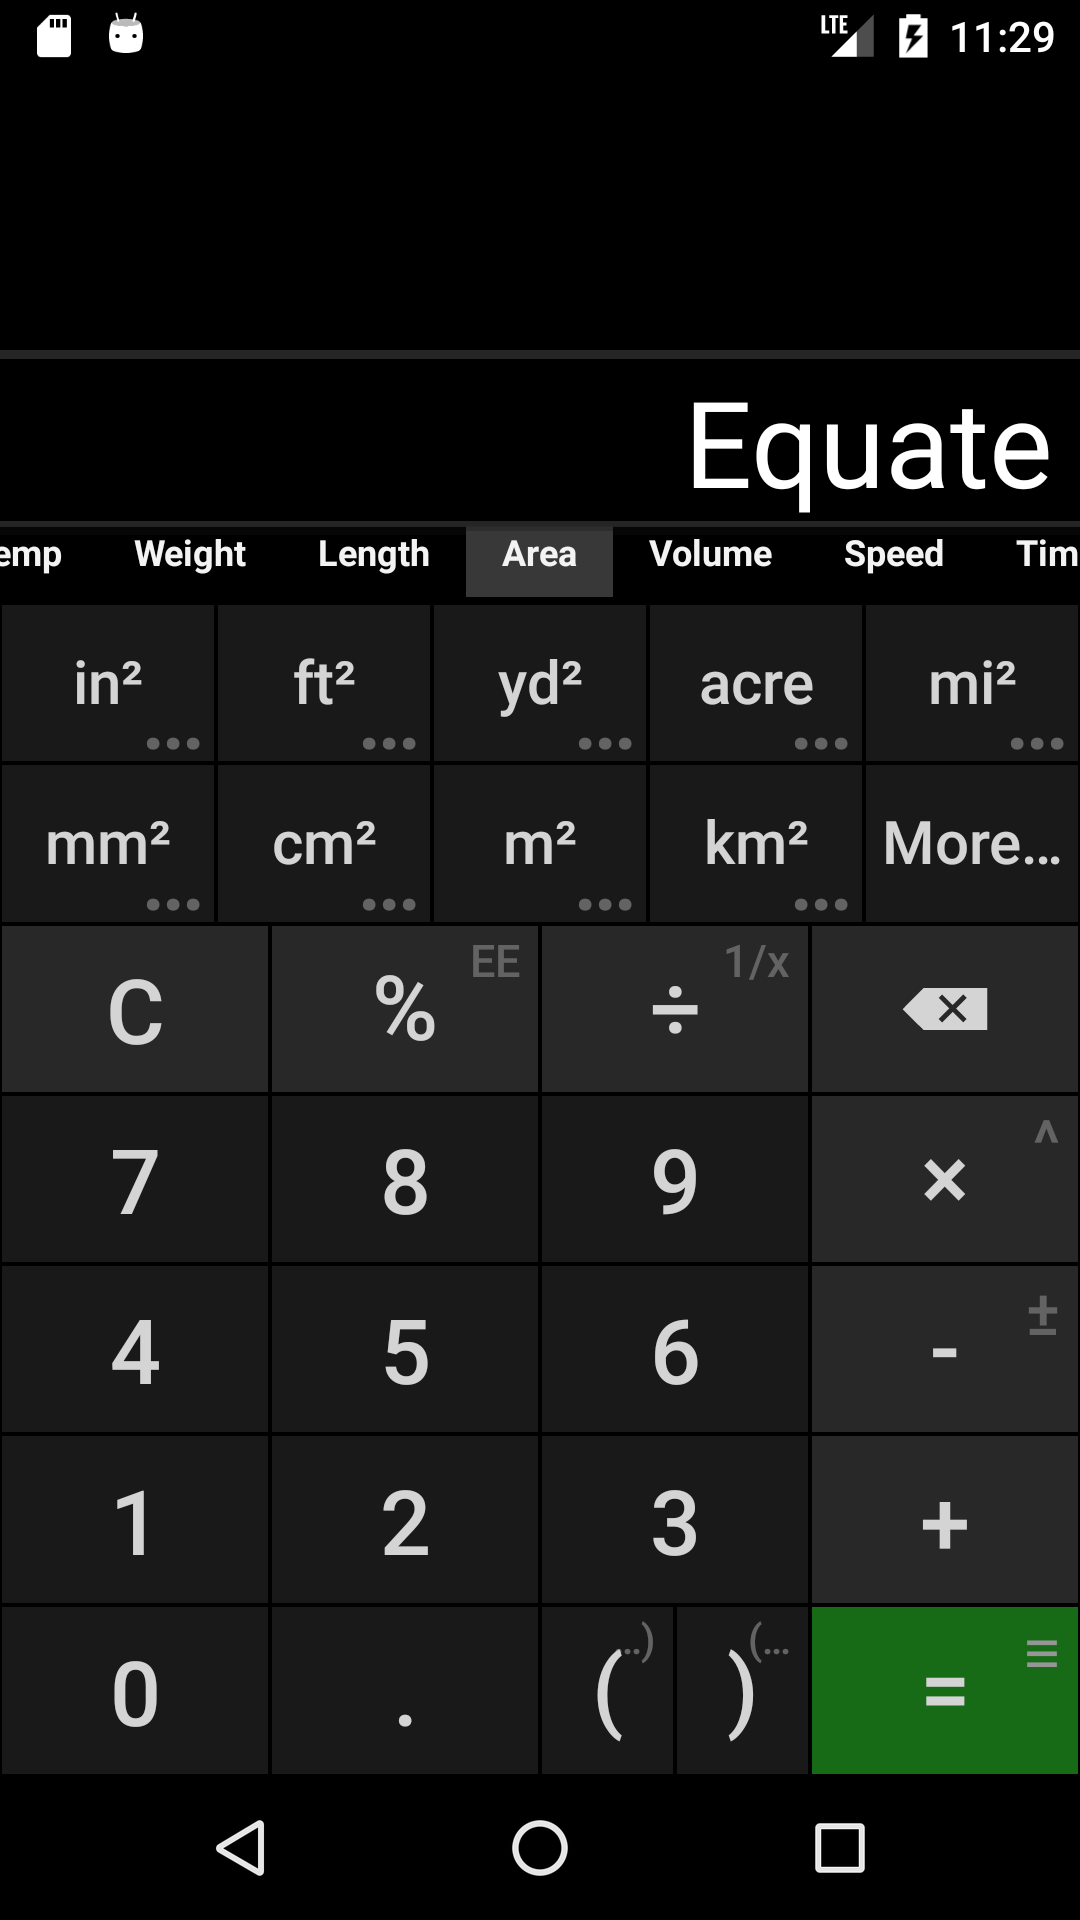 LTE 11:29
Equate
emp Weight Length Area Volume Speed Tim
in² ft² yd² acre mi²
mm² cm² m² km² More...
C % EE ÷ 1/x
7 8 9 × ^
4 5 6 - ±
1 2 3 +
0 . ( ..) ) (... =